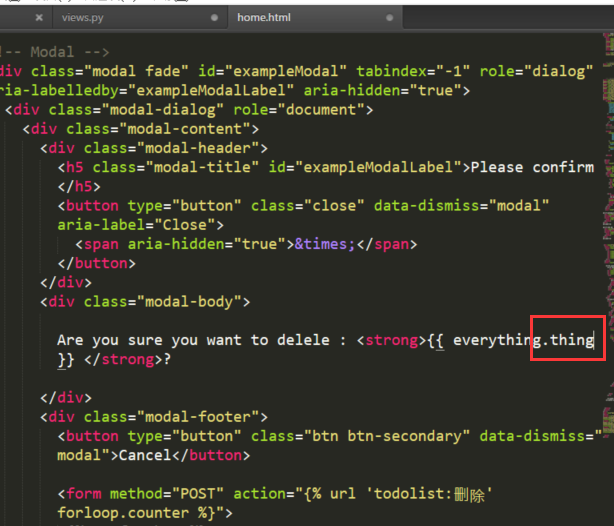 views.py home.html
!-- Modal -->
div class="modal fade" id="exampleModal" tabindex="-1" role="dialog"
ria-labelledby="exampleModalLabel" aria-hidden="true">
<div class="modal-dialog" role="document">
<div class="modal-content">
<div class="modal-header">
<h5 class="modal-title" id="exampleModalLabel">Please confirm
</h5>
<button type="button" class="close" data-dismiss="modal"
aria-label="Close">
<span aria-hidden="true">&times;</span>
</button>
</div>
<div class="modal-body">
Are you sure you want to delele : <strong>{{ everything.thing
}} </strong>?
</div>
<div class="modal-footer">
<button type="button" class="btn btn-secondary" data-dismiss="
modal">Cancel</button>
<form method="POST" action="{% url 'todolist:删除'
forloop.counter %}">